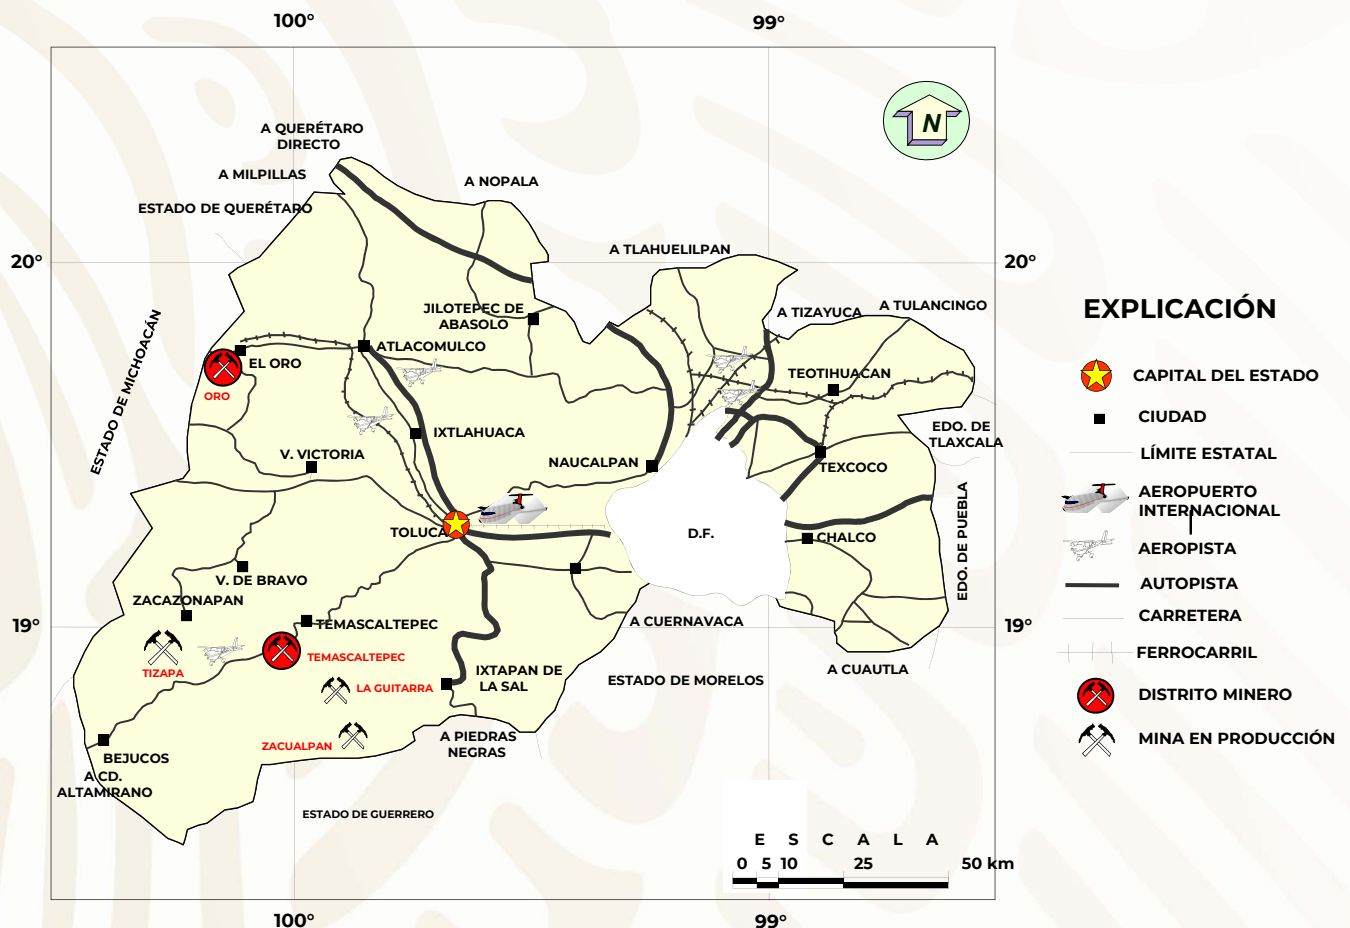 100°
99°
A QUERÉTARO
DIRECTO
A MILPILLAS
A NOPALA
ESTADO DE QUERÉTARO
A TLAHUELILPAN
20°
20°
A TIZAYUCA
A TULANCINGO
JILOTEPEC DE
ABASOLO
ATLACOMULCO
EL ORO
ORO
TEOTIHUACAN
ESTADO DE MICHOACÁN
IXTLAHUACA
EDO. DE
TLAXCALA
V. VICTORIA
NAUCALPAN
TEXCOCO
TOLUCA
D.F.
CHALCO
EDO. DE PUEBLA
V. DE BRAVO
ZACAZONAPAN
TEMASCALTEPEC
19°
A CUERNAVACA
19°
TEMASCALTEPEC
TIZAPA
IXTAPAN DE
LA SAL
A CUAUTLA
LA GUITARRA
ESTADO DE MORELOS
ZACUALPAN
A PIEDRAS
NEGRAS
BEJUCOS
A CD.
ALTAMIRANO
ESTADO DE GUERRERO
E S C A L A
0 5 10 25 50 km
100°
99°
N
EXPLICACIÓN
CAPITAL DEL ESTADO
CIUDAD
LÍMITE ESTATAL
AEROPUERTO
INTERNACIONAL
AEROPISTA
AUTOPISTA
CARRETERA
FERROCARRIL
DISTRITO MINERO
MINA EN PRODUCCIÓN